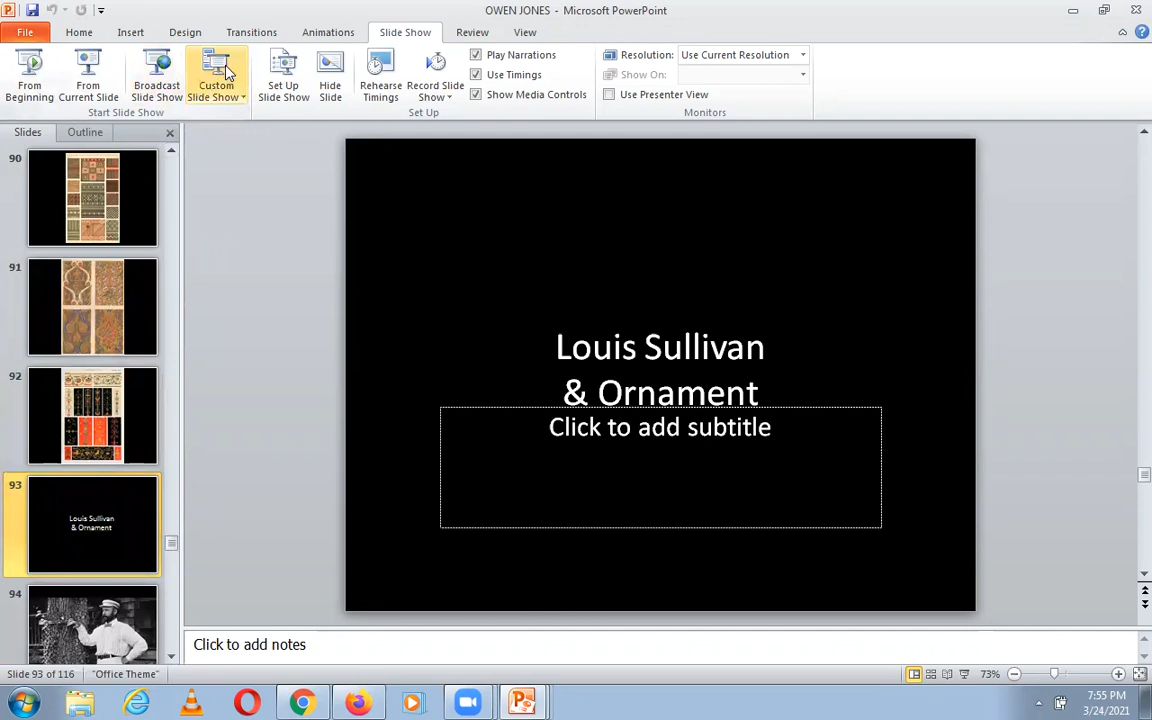 OWEN JONES - Microsoft PowerPoint
File Home Insert Design Transitions Animations Slide Show Review View
From Beginning
From Current Slide
Broadcast Slide Show
Custom Slide Show
Set Up Slide Show
Hide Slide
Rehearse Timings
Record Slide Show
Play Narrations
Use Timings
Show Media Controls
Resolution: Use Current Resolution
Show On:
Use Presenter View
Start Slide Show Set Up Monitors
Slides Outline
90
91
92
93
Louis Sullivan
& Ornament
94
Louis Sullivan
& Ornament
Click to add subtitle
Click to add notes
Slide 93 of 116 "Office Theme" 73%
7:55 PM
3/24/2021